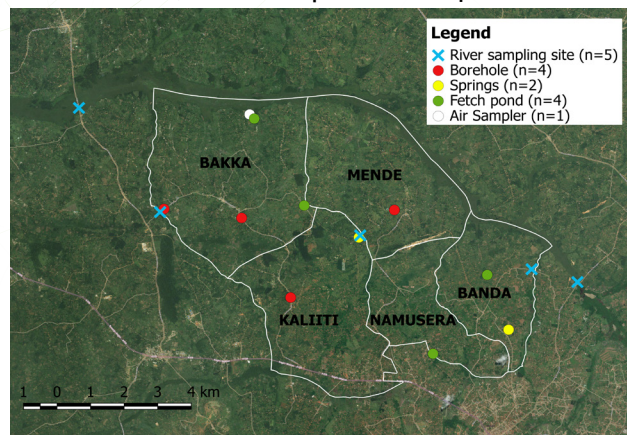 Legend
River sampling site (n=5)
Borehole (n=4)
Springs (n=2)
Fetch pond (n=4)
Air Sampler (n=1)
BAKKA
MENDE
BANDA
KALIITI
NAMUSERA
1 0 1 2 3 4 km